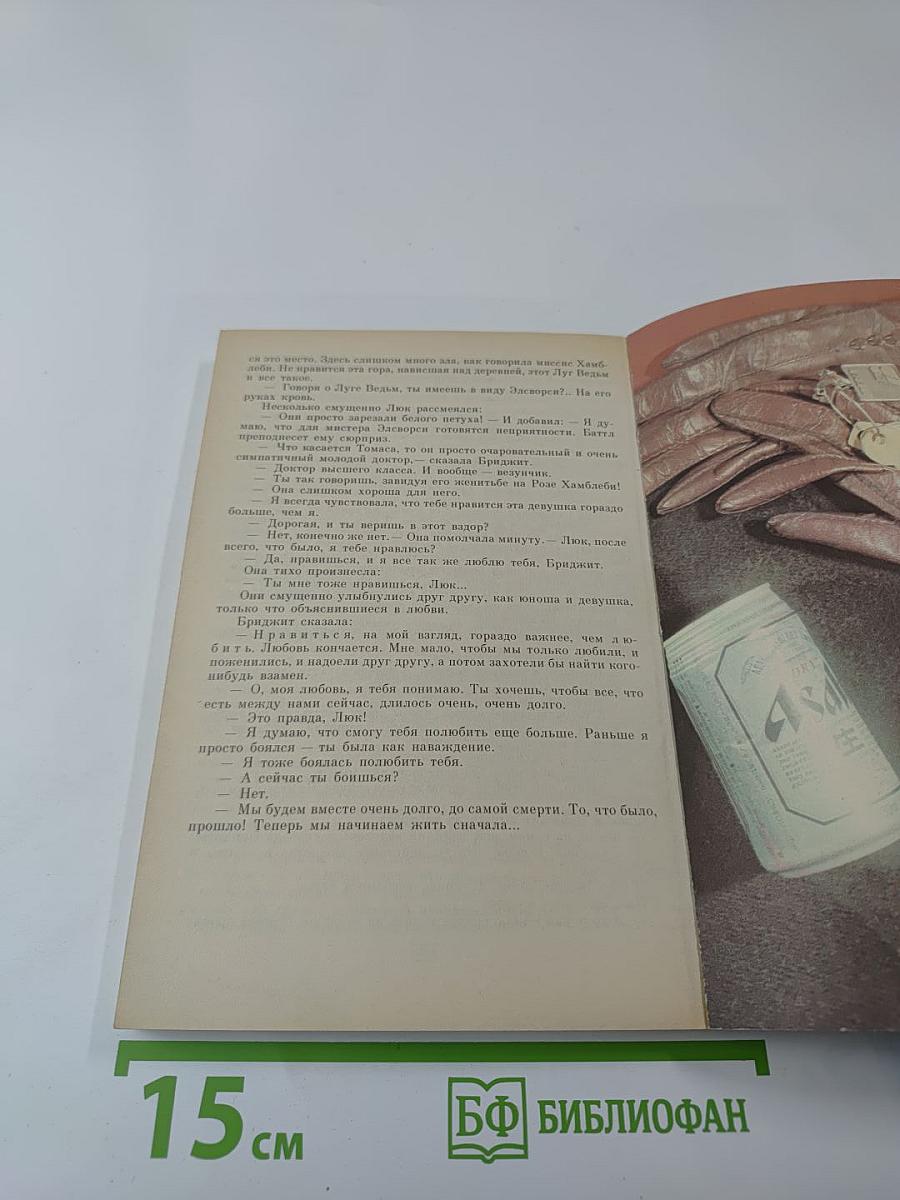 ся это место. Здесь слишком много зла, как говорила миссис Хамб-
леби. Не нравится эта гора, нависшая над деревней, этот Луг Ведьм
и все такое.
— Говоря о Луге Ведьм, ты имеешь в виду Элсворси?.. На его
руках кровь.
Несколько смущенно Люк рассмеялся:
— Они просто зарезали белого петуха! — И добавил: — Я ду-
маю, что для мистера Элсворси готовятся неприятности. Баттл
преподнесет ему сюрприз.
— Что касается Томаса, то он просто очаровательный и очень
симпатичный молодой доктор,— сказала Бриджит.
— Доктор высшего класса. И вообще — везунчик.
— Ты так говоришь, завидуя его женитьбе на Розе Хамблеби!
— Она слишком хороша для него.
— Я всегда чувствовала, что тебе нравится эта девушка гораздо
больше, чем я.
— Дорогая, и ты веришь в этот вздор?
— Нет, конечно же нет.— Она помолчала минуту.— Люк, после
всего, что было, я тебе нравлюсь?
— Да, нравишься, и я все так же люблю тебя, Бриджит.
Она тихо произнесла:
— Ты мне тоже нравишься, Люк...
Они смущенно улыбнулись друг другу, как юноша и девушка,
только что объяснившиеся в любви.
Бриджит сказала:
— Нравиться, на мой взгляд, гораздо важнее, чем лю-
бить. Любовь кончается. Мне мало, чтобы мы только любили, и
поженились, и надоели друг другу, а потом захотели бы найти кого-
нибудь взамен.
— О, моя любовь, я тебя понимаю. Ты хочешь, чтобы все, что
есть между нами сейчас, длилось очень, очень долго.
— Это правда, Люк!
— Я думаю, что смогу тебя полюбить еще больше. Раньше я
просто боялся — ты была как наваждение.
— Я тоже боялась полюбить тебя.
— А сейчас ты боишься?
— Нет.
— Мы будем вместе очень долго, до самой смерти. То, что было,
прошло! Теперь мы начинаем жить сначала...
15 см
БФ БИБЛИОФАН